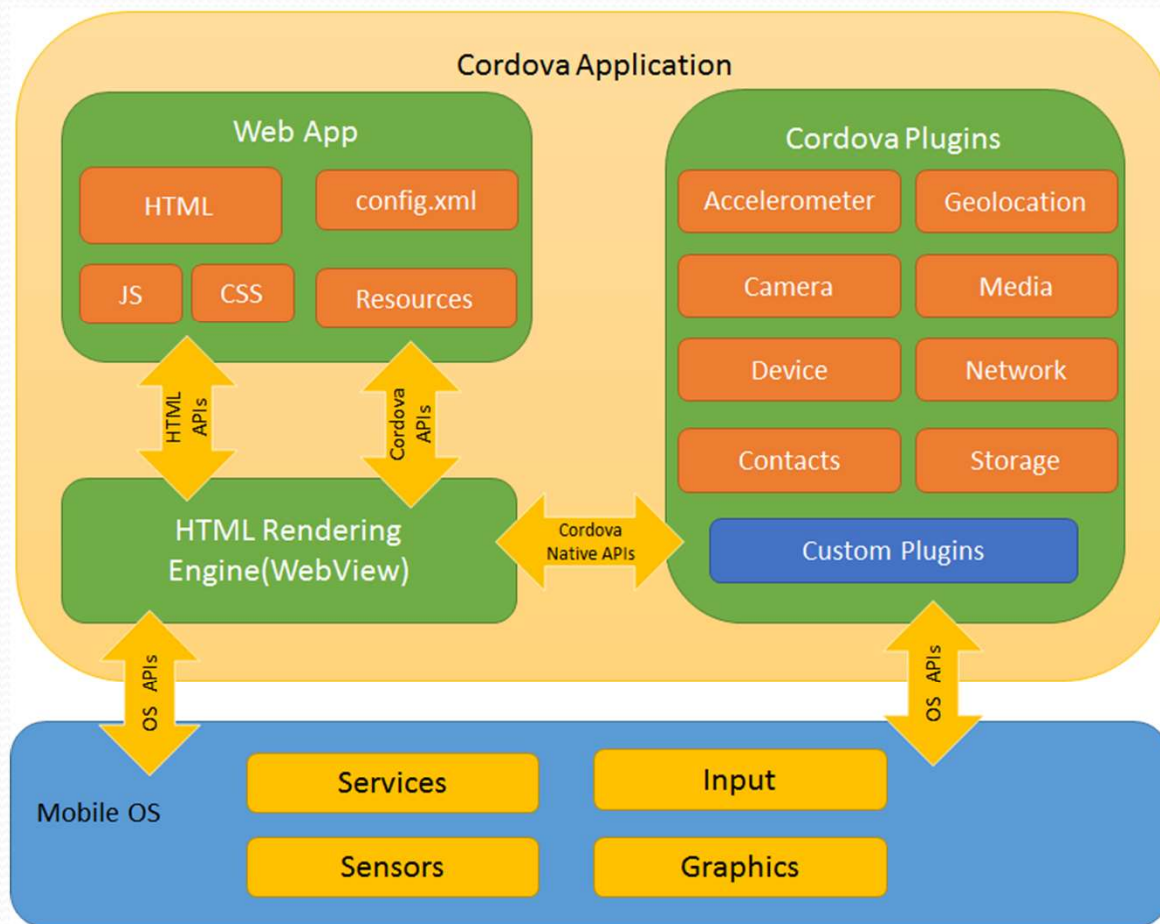 Cordova Application
Web App
HTML
config.xml
JS
CSS
Resources
HTML
APIs
Cordova
APIs
HTML Rendering
Engine(WebView)
Cordova
Native APIs
Cordova Plugins
Accelerometer
Geolocation
Camera
Media
Device
Network
Contacts
Storage
Custom Plugins
OS APIs
OS APIs
Mobile OS
Services
Input
Sensors
Graphics